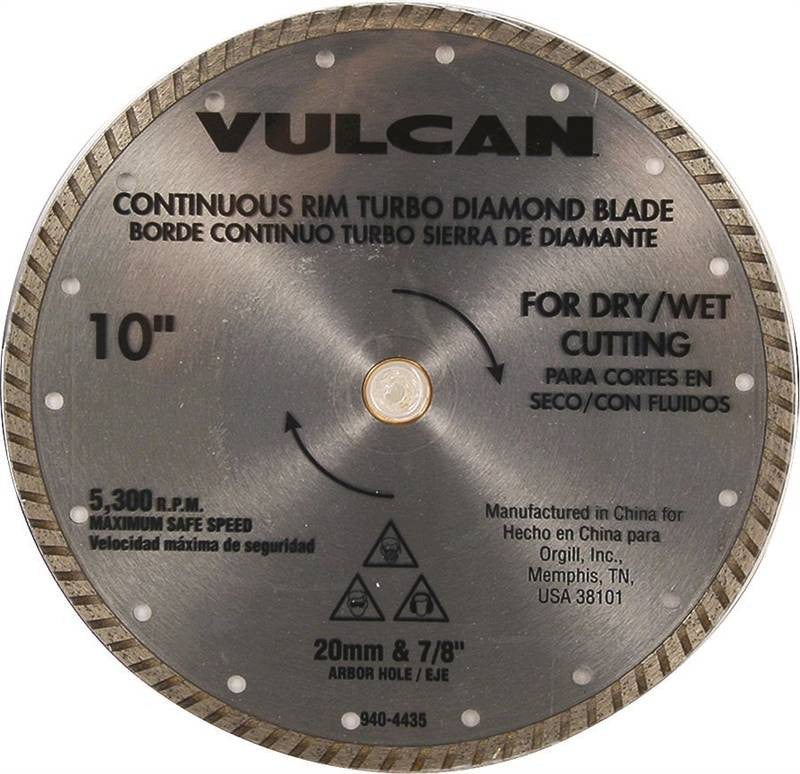 VULCAN
CONTINUOUS RIM TURBO DIAMOND BLADE
BORDE CONTINUO TURBO SIERRA DE DIAMANTE
10"
FOR DRY/WET
CUTTING
PARA CORTES EN
SECO/CON FLUIDOS
5,300 R.P.M.
MAXIMUM SAFE SPEED
Velocidad máxima de seguridad
Manufactured in China for
Hecho en China para
Orgill, Inc.,
Memphis, TN,
USA 38101
20mm & 7/8"
ARBOR HOLE / EJE
940-4435